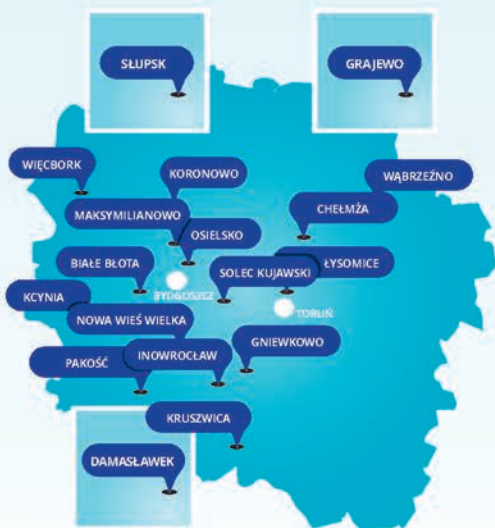 SŁUPSK
GRAJEWO
WIĘCBORK
KORONOWO
WĄBRZEŹNO
MAKSYMILIANOWO
CHEŁMŻA
OSIELSKO
BIAŁE BŁOTA
SOLEC KUJAWSKI
ŁYSOMICE
BYDGOSZCZ
KCYNIA
TORUŃ
NOWA WIEŚ WIELKA
GNIEWKOWO
PAKOŚĆ
INOWROCŁAW
KRUSZWICA
DAMASŁAWEK